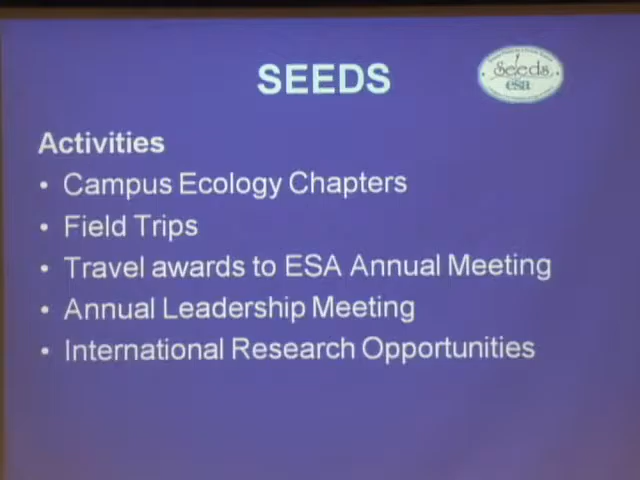 SEEDS
Seeds
esa
Activities
• Campus Ecology Chapters
• Field Trips
• Travel awards to ESA Annual Meeting
• Annual Leadership Meeting
• International Research Opportunities